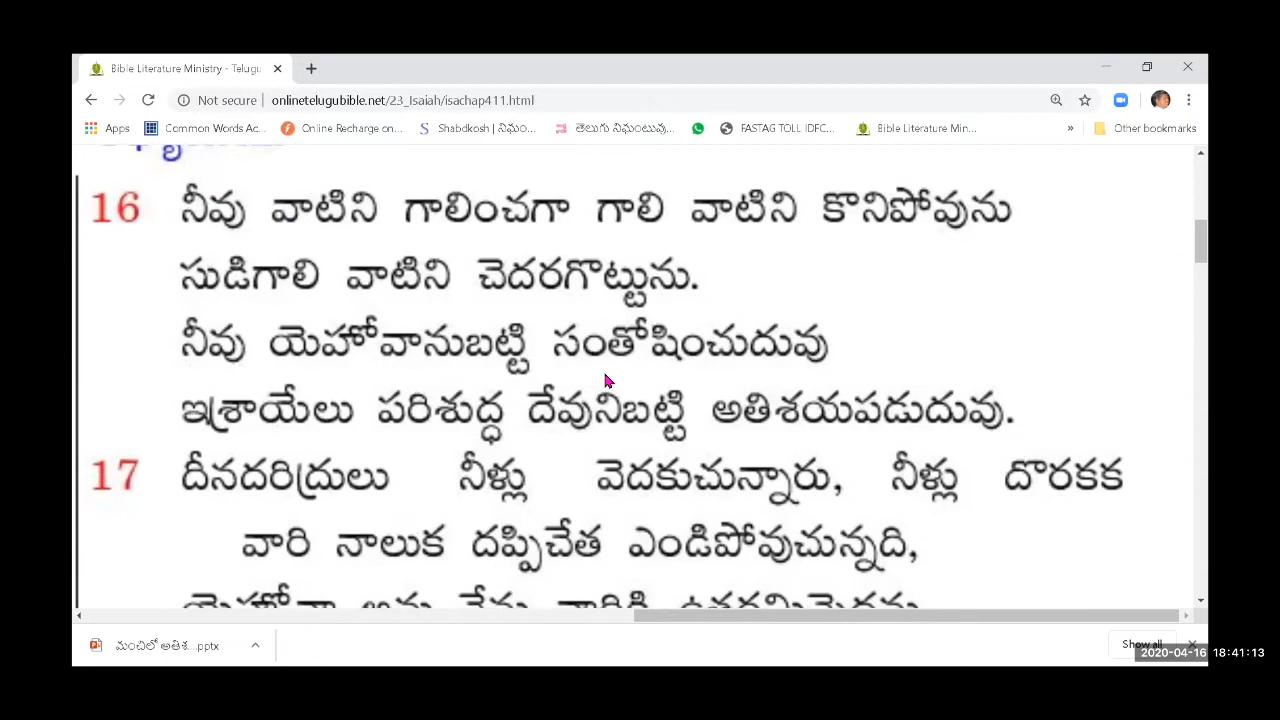 Bible Literature Ministry - Telugu
Not secure | onlinetelugubible.net/23_Isaiah/isachap411.html
Apps Common Words Ac... Online Recharge on... Shabdkosh | నిఘం... తెలుగు నిఘంటువు... FASTAG TOLL IDFC... Bible Literature Min... » Other bookmarks
16 నీవు వాటిని గాలించగా గాలి వాటిని కొనిపోవును
సుడిగాలి వాటిని చెదరగొట్టును.
నీవు యెహోవానుబట్టి సంతోషించుదువు
ఇశ్రాయేలు పరిశుద్ధ దేవునిబట్టి అతిశయపడుదువు.
17 దీనదరిద్రులు నీళ్లు వెదకుచున్నారు, నీళ్లు దొరకక
వారి నాలుక దప్పిచేత ఎండిపోవుచున్నది,
మంచిలో అతిశ...pptx
Show all
2020-04-16 18:41:13